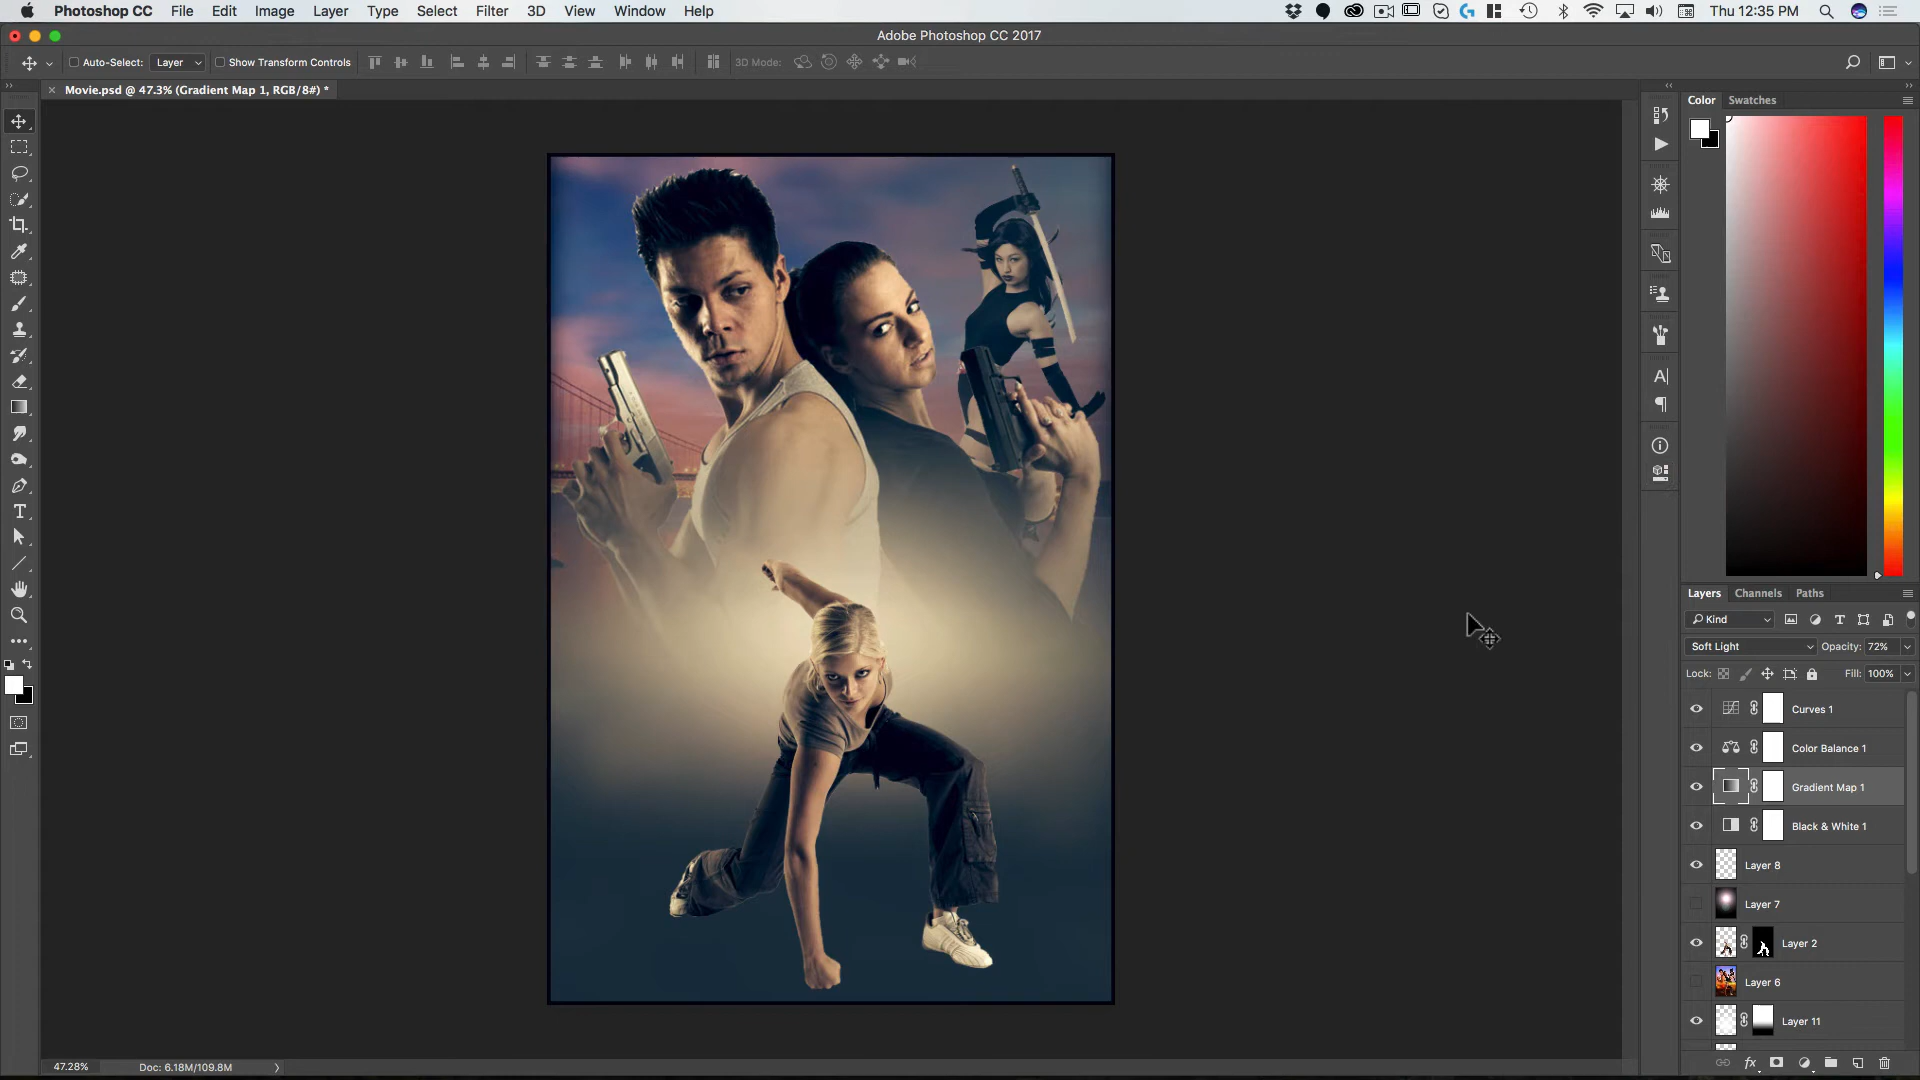 Photoshop CC File Edit Image Layer Type Select Filter 3D View Window Help Thu 12:35 PM
Adobe Photoshop CC 2017
Auto-Select: Layer Show Transform Controls 3D Mode:
Movie.psd @ 47.3% (Gradient Map 1, RGB/8#) *
Color Swatches
Layers Channels Paths
Kind
Soft Light Opacity: 72%
Lock: Fill: 100%
Curves 1
Color Balance 1
Gradient Map 1
Black & White 1
Layer 8
Layer 7
Layer 2
Layer 6
Layer 11
47.28% Doc: 6.18M/109.8M